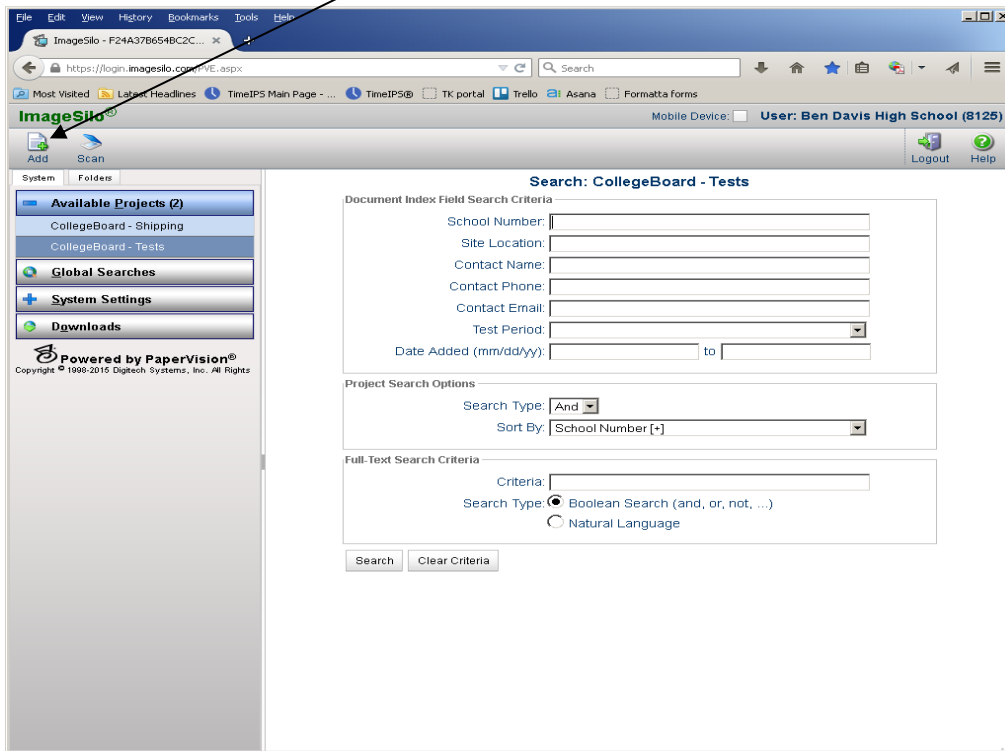 File Edit View History Bookmarks Tools Help
ImageSilo - F24A37B654BC2C... × +
https://login.imagesilo.com/PVE.aspx Search
Most Visited Latest Headlines TimeIPS Main Page - ... TimeIPS® TK portal Trello Asana Formatta forms
ImageSilo® Mobile Device: User: Ben Davis High School (8125)
Add Scan Logout Help
System Folders
Available Projects (2)
CollegeBoard - Shipping
CollegeBoard - Tests
Global Searches
System Settings
Downloads
Powered by PaperVision®
Copyright © 1998-2015 Digitech Systems, Inc. All Rights
Search: CollegeBoard - Tests
Document Index Field Search Criteria
School Number:
Site Location:
Contact Name:
Contact Phone:
Contact Email:
Test Period:
Date Added (mm/dd/yy): to
Project Search Options
Search Type: And
Sort By: School Number [+]
Full-Text Search Criteria
Criteria:
Search Type: Boolean Search (and, or, not, ...)
Natural Language
Search Clear Criteria